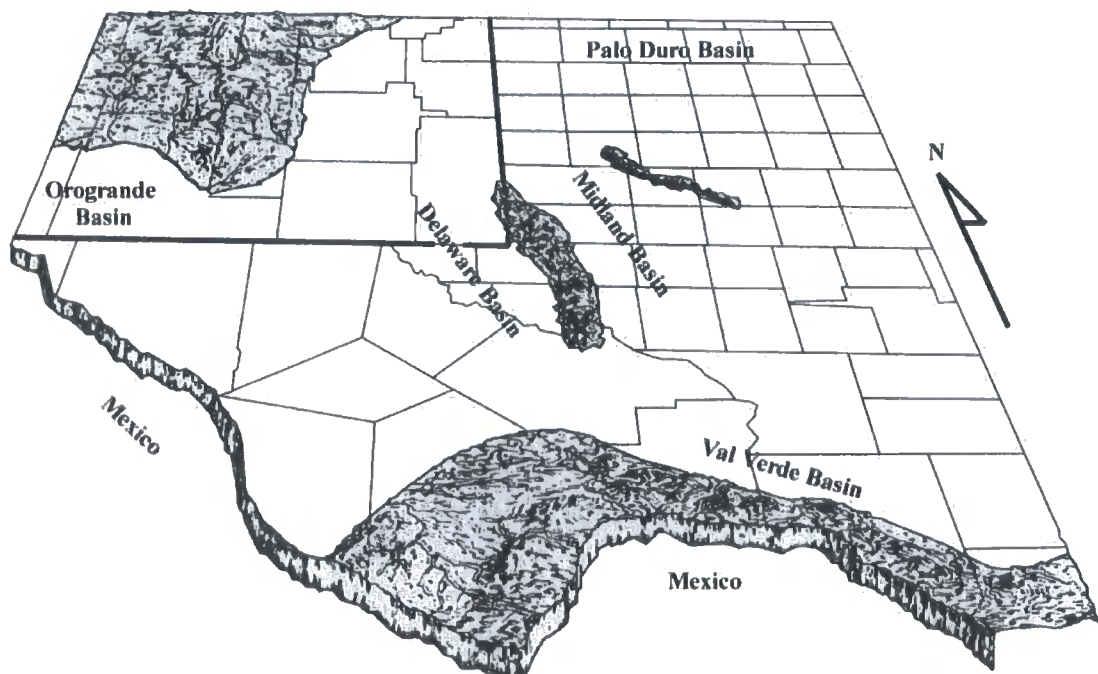 Palo Duro Basin
N
Orogrande
Basin
Midland Basin
Delaware Basin
Mexico
Val Verde Basin
Mexico